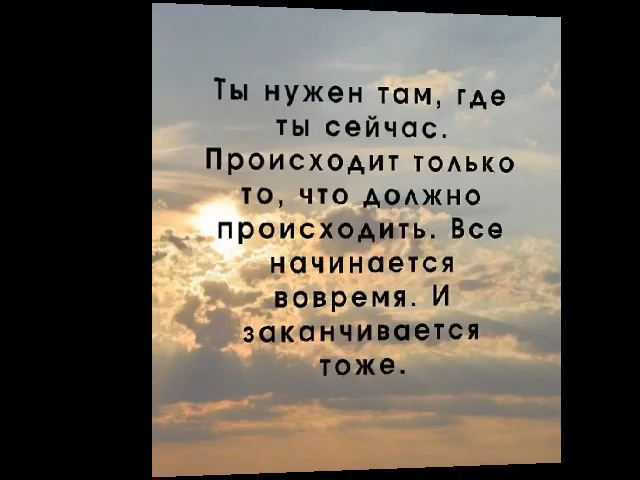 Ты нужен там, где
ты сейчас.
Происходит только
то, что должно
происходить. Все
начинается
вовремя. И
заканчивается
тоже.